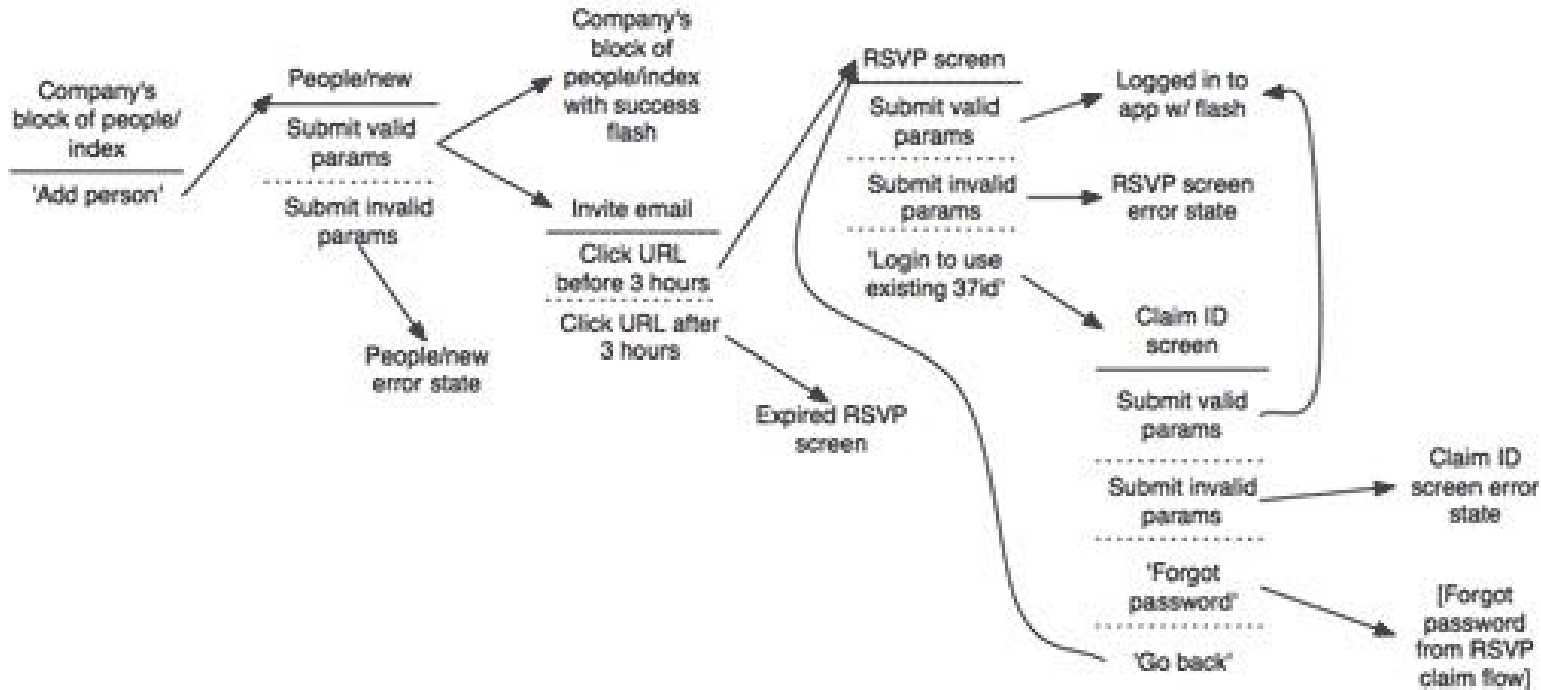 Company's
block of people/
index
'Add person'
People/new
Submit valid
params
Submit invalid
params
People/new
error state
Company's
block of
people/index
with success
flash
Invite email
Click URL
before 3 hours
Click URL after
3 hours
Expired RSVP
screen
RSVP screen
Submit valid
params
Submit invalid
params
'Login to use
existing 37id'
Logged in to
app w/ flash
RSVP screen
error state
Claim ID
screen
Submit valid
params
Submit invalid
params
'Forgot
password'
'Go back'
Claim ID
screen error
state
[Forgot
password
from RSVP
claim flow]